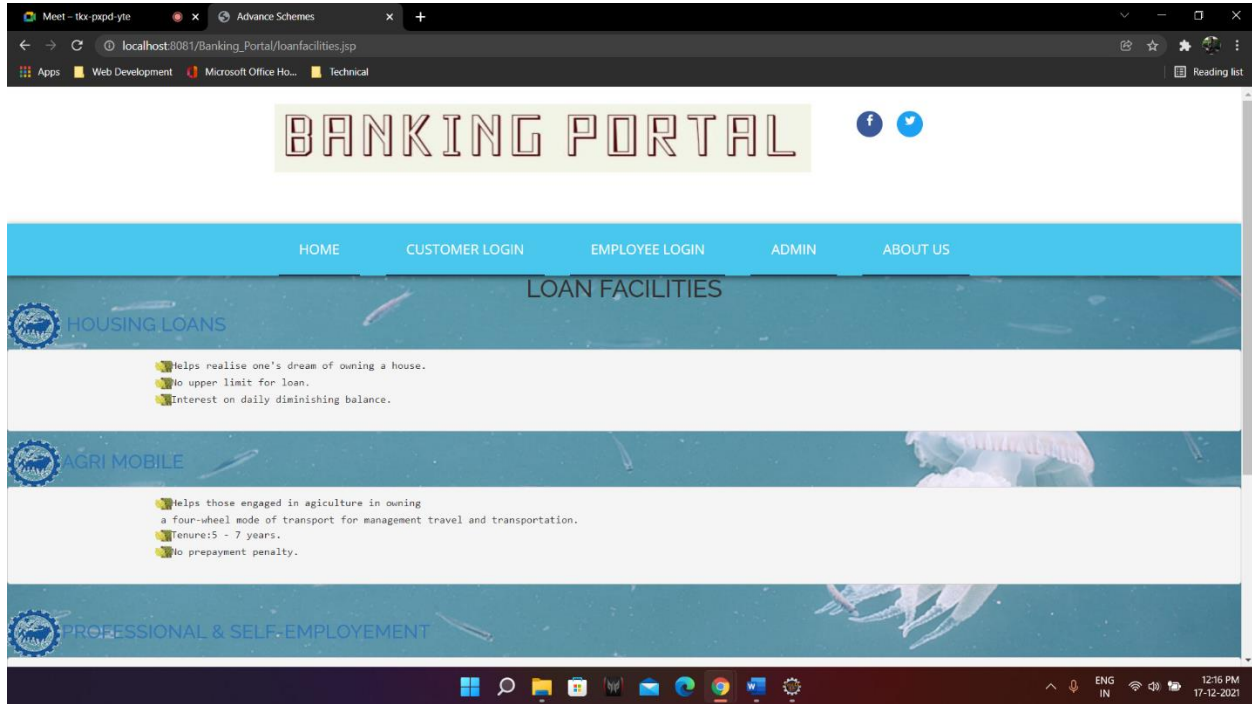 Meet – tkx-pxpd-yte
Advance Schemes
localhost:8081/Banking_Portal/loanfacilities.jsp
Apps Web Development Microsoft Office Ho... Technical Reading list
BANKING PORTAL
HOME CUSTOMER LOGIN EMPLOYEE LOGIN ADMIN ABOUT US
LOAN FACILITIES
HOUSING LOANS
Helps realise one's dream of owning a house.
No upper limit for loan.
Interest on daily diminishing balance.
AGRI MOBILE
Helps those engaged in agiculture in owning
a four-wheel mode of transport for management travel and transportation.
Tenure:5 - 7 years.
No prepayment penalty.
PROFESSIONAL & SELF-EMPLOYEMENT
ENG
IN
12:16 PM
17-12-2021